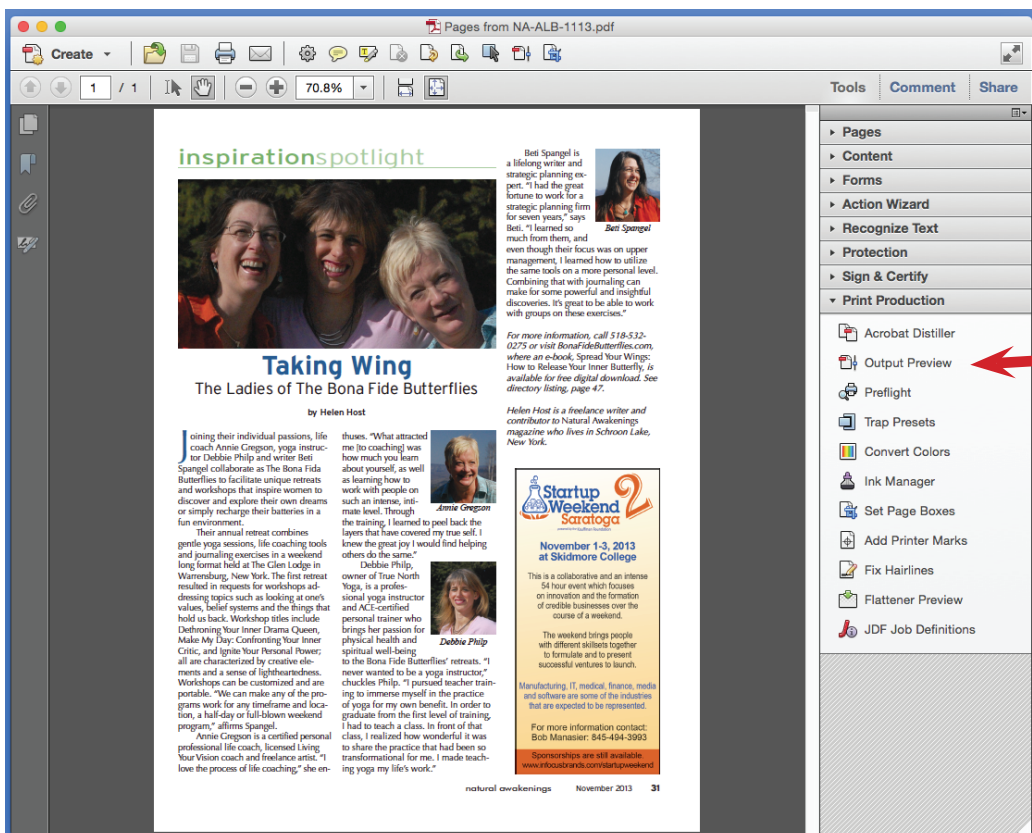 Pages from NA-ALB-1113.pdf
Create
1 / 1
70.8%
Tools Comment Share
inspirationspotlight
Taking Wing
The Ladies of The Bona Fide Butterflies
by Helen Host
Joining their individual passions, life
coach Annie Gregson, yoga instruc-
tor Debbie Philp and writer Beti
Spangel collaborate as The Bona Fida
Butterflies to facilitate unique retreats
and workshops that inspire women to
discover and explore their own dreams
or simply recharge their batteries in a
fun environment.
Their annual retreat combines
gentle yoga sessions, life coaching tools
and journaling exercises in a weekend
long format held at The Glen Lodge in
Warrensburg, New York. The first retreat
resulted in requests for workshops ad-
dressing topics such as looking at one's
values, belief systems and the things that
hold us back. Workshop titles include
Dethroning Your Inner Drama Queen,
Make My Day: Confronting Your Inner
Critic, and Ignite Your Personal Power;
all are characterized by creative ele-
ments and a sense of lightheartedness.
Workshops can be customized and are
portable. "We can make any of the pro-
grams work for any timeframe and loca-
tion, a half-day or full-blown weekend
program," affirms Spangel.
Annie Gregson is a certified personal
professional life coach, licensed Living
Your Vision coach and freelance artist. "I
love the process of life coaching," she en-
thuses. "What attracted
me [to coaching] was
how much you learn
about yourself, as well
as learning how to
work with people on
such an intense, inti-
mate level. Through
the training, I learned to peel back the
layers that have covered my true self. I
knew the great joy I would find helping
others do the same."
Annie Gregson
Debbie Philp,
owner of True North
Yoga, is a profes-
sional yoga instructor
and ACE-certified
personal trainer who
brings her passion for
physical health and
spiritual well-being
to the Bona Fide Butterflies' retreats. "I
never wanted to be a yoga instructor,"
chuckles Philp. "I pursued teacher train-
ing to immerse myself in the practice
of yoga for my own benefit. In order to
graduate from the first level of training,
I had to teach a class. In front of that
class, I realized how wonderful it was
to share the practice that had been so
transformational for me. I made teach-
ing yoga my life's work."
Debbie Philp
Beti Spangel is
a lifelong writer and
strategic planning ex-
pert. "I had the great
fortune to work for a
strategic planning firm
for seven years," says
Beti. "I learned so
much from them, and
even though their focus was on upper
management, I learned how to utilize
the same tools on a more personal level.
Combining that with journaling can
make for some powerful and insightful
discoveries. It's great to be able to work
with groups on these exercises."
Beti Spangel
For more information, call 518-532-
0275 or visit BonaFideButterflies.com,
where an e-book, Spread Your Wings:
How to Release Your Inner Butterfly, is
available for free digital download. See
directory listing, page 47.
Helen Host is a freelance writer and
contributor to Natural Awakenings
magazine who lives in Schroon Lake,
New York.
Startup
Weekend 2
Saratoga
November 1-3, 2013
at Skidmore College
This is a collaborative and an intense
54 hour event which focuses
on innovation and the formation
of credible businesses over the
course of a weekend.
The weekend brings people
with different skillsets together
to formulate and to present
successful ventures to launch.
Manufacturing, IT, medical, finance, media
and software are some of the industries
that are expected to be represented.
For more information contact:
Bob Manasier: 845-494-3993
Sponsorships are still available.
www.infocusbrands.com/startupweekend
natural awakenings November 2013 31
Pages
Content
Forms
Action Wizard
Recognize Text
Protection
Sign & Certify
Print Production
Acrobat Distiller
Output Preview
Preflight
Trap Presets
Convert Colors
Ink Manager
Set Page Boxes
Add Printer Marks
Fix Hairlines
Flattener Preview
JDF Job Definitions